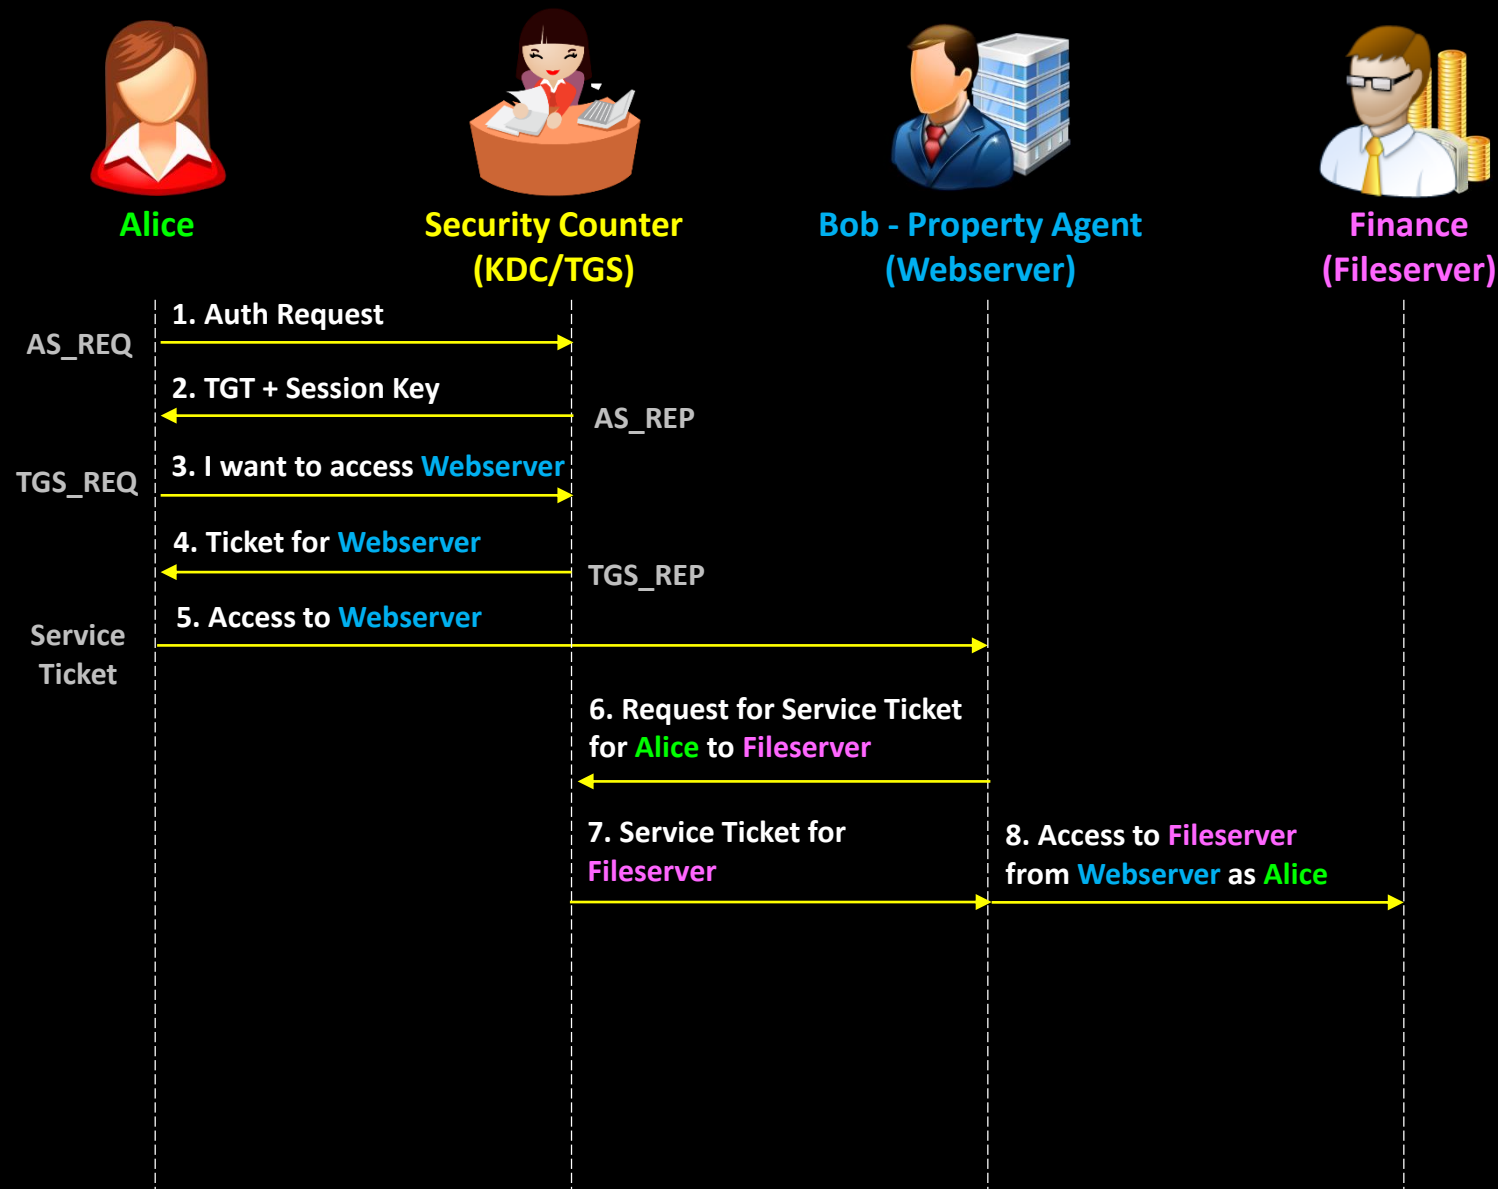 Alice
Security Counter
(KDC/TGS)
Bob - Property Agent
(Webserver)
Finance
(Fileserver)
1. Auth Request
AS_REQ
2. TGT + Session Key
AS_REP
3. I want to access Webserver
TGS_REQ
4. Ticket for Webserver
TGS_REP
5. Access to Webserver
Service
Ticket
6. Request for Service Ticket
for Alice to Fileserver
7. Service Ticket for
Fileserver
8. Access to Fileserver
from Webserver as Alice